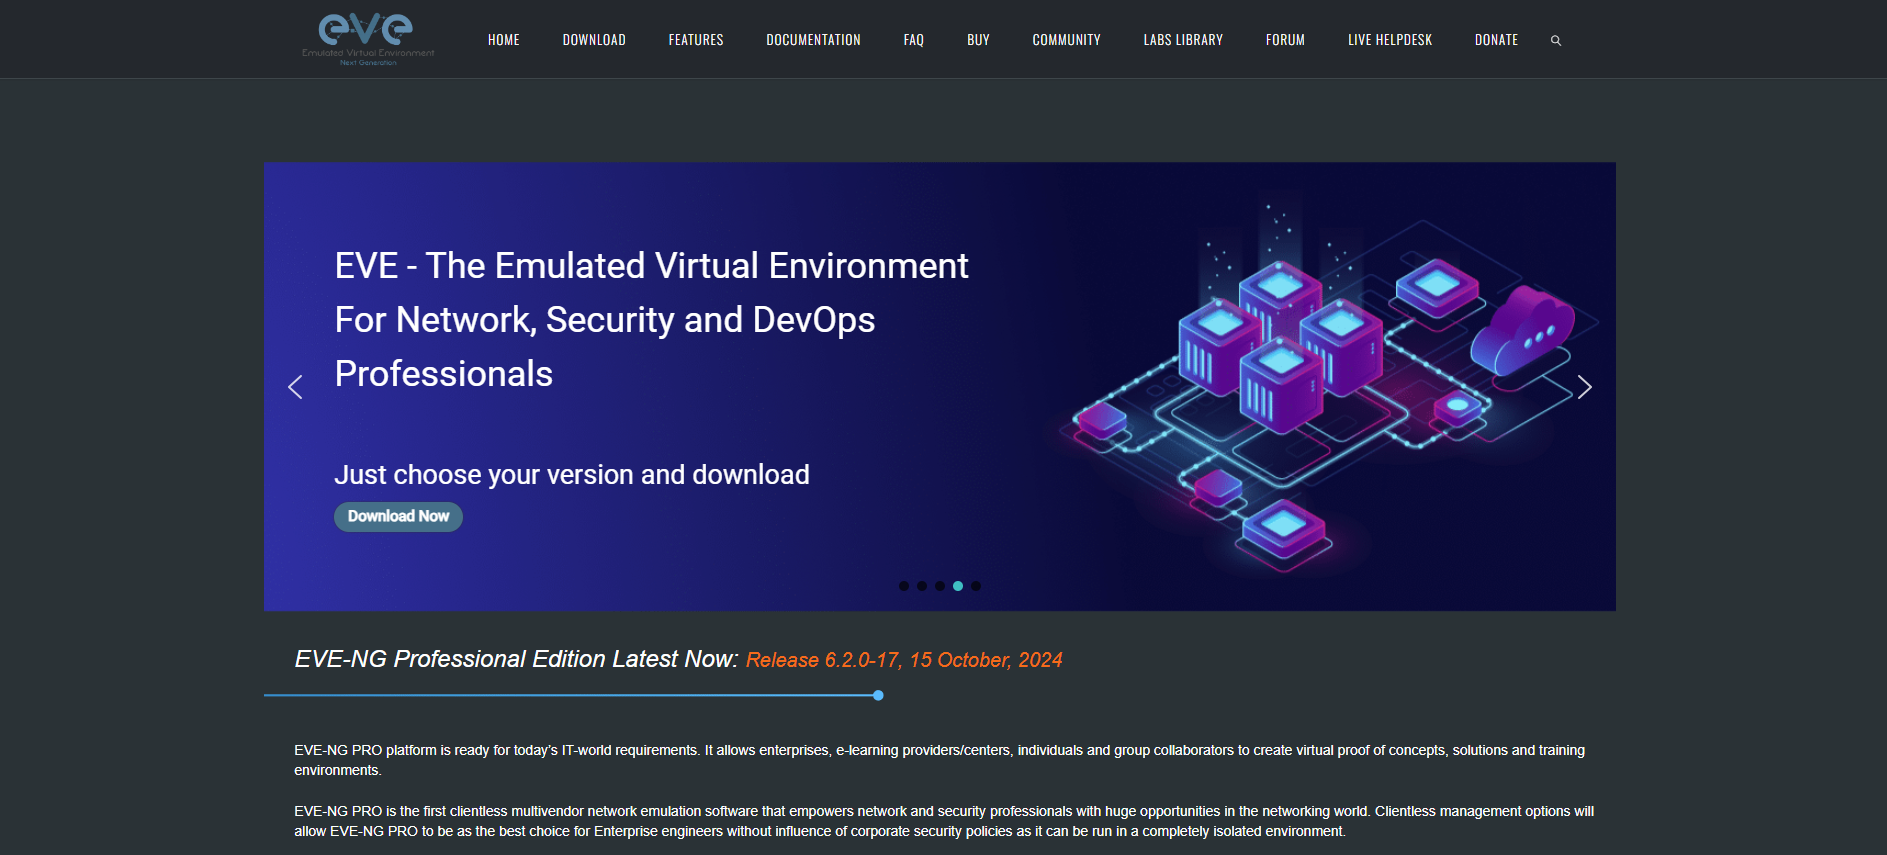 eve
Emulated Virtual Environment
Next Generation
HOME DOWNLOAD FEATURES DOCUMENTATION FAQ BUY COMMUNITY LABS LIBRARY FORUM LIVE HELPDESK DONATE
EVE - The Emulated Virtual Environment
For Network, Security and DevOps
Professionals
Just choose your version and download
Download Now
EVE-NG Professional Edition Latest Now: Release 6.2.0-17, 15 October, 2024
EVE-NG PRO platform is ready for today's IT-world requirements. It allows enterprises, e-learning providers/centers, individuals and group collaborators to create virtual proof of concepts, solutions and training
environments.
EVE-NG PRO is the first clientless multivendor network emulation software that empowers network and security professionals with huge opportunities in the networking world. Clientless management options will
allow EVE-NG PRO to be as the best choice for Enterprise engineers without influence of corporate security policies as it can be run in a completely isolated environment.